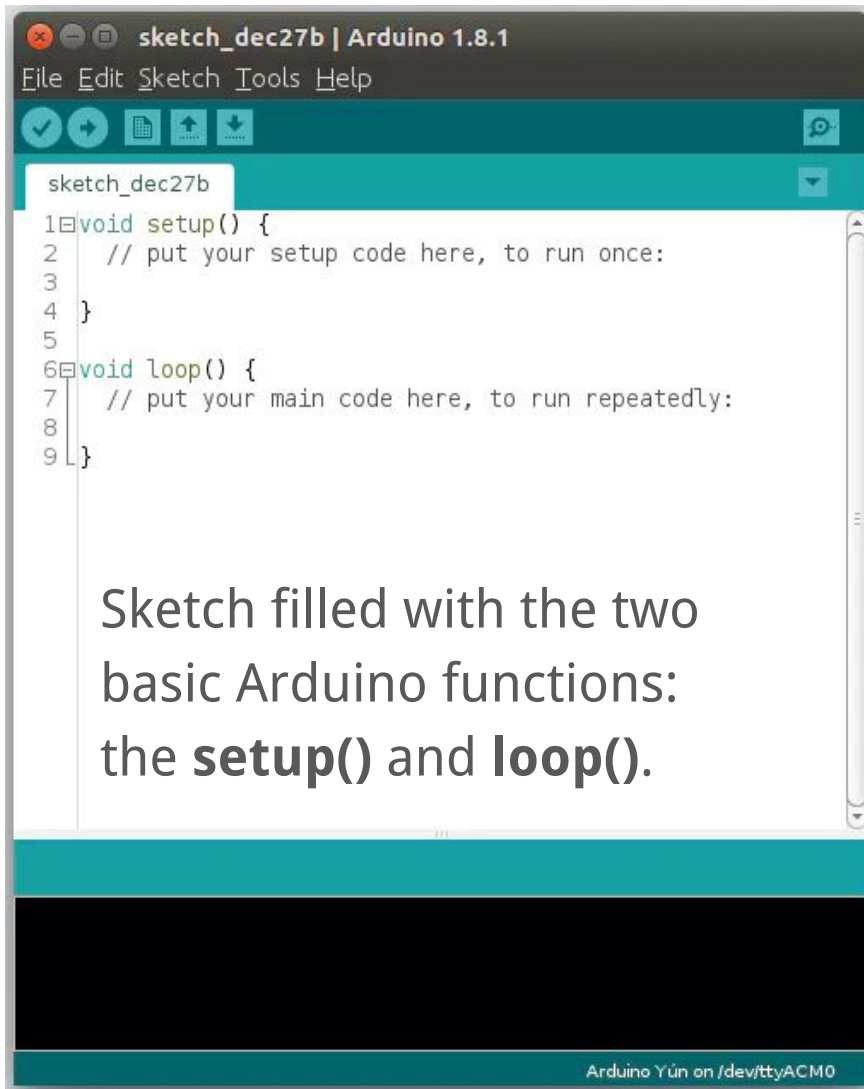 sketch_dec27b | Arduino 1.8.1
File Edit Sketch Tools Help
sketch_dec27b
1 void setup() {
2 // put your setup code here, to run once:
3
4 }
5
6 void loop() {
7 // put your main code here, to run repeatedly:
8
9 }
Sketch filled with the two
basic Arduino functions:
the setup() and loop().
Arduino Yún on /dev/ttyACM0